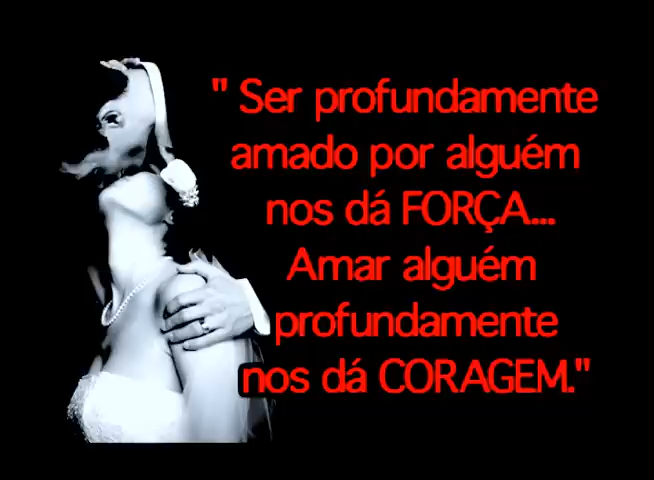 " Ser profundamente
amado por alguém
nos dá FORÇA...
Amar alguém
profundamente
nos dá CORAGEM."